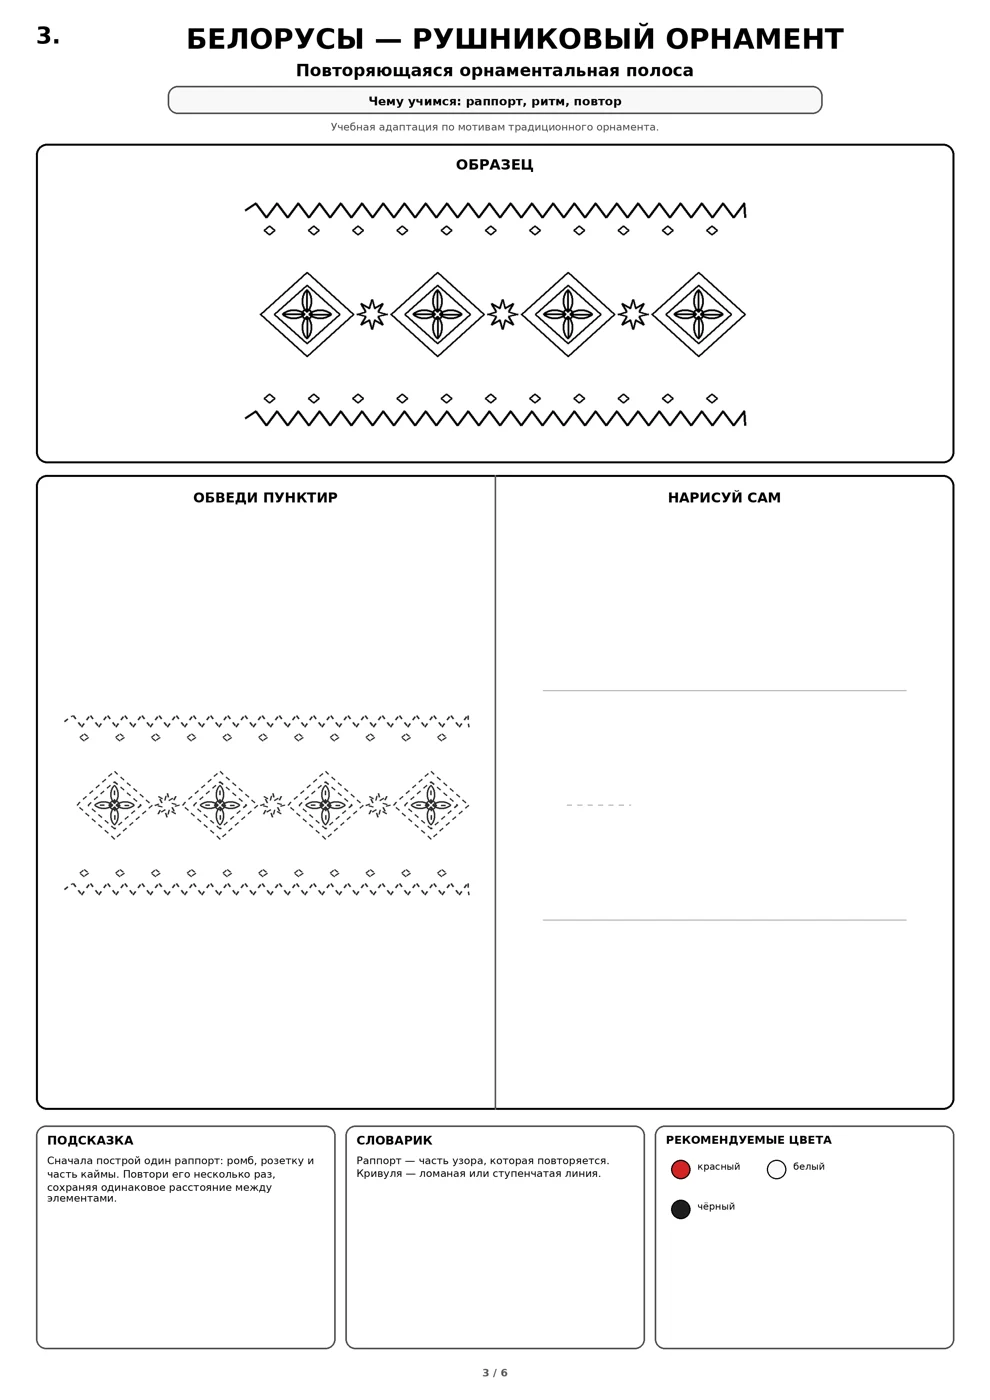 3.
БЕЛОРУСЫ — РУШНИКОВЫЙ ОРНАМЕНТ
Повторяющаяся орнаментальная полоса
Чему учимся: раппорт, ритм, повтор
Учебная адаптация по мотивам традиционного орнамента.
ОБРАЗЕЦ
ОБВЕДИ ПУНКТИР
НАРИСУЙ САМ
ПОДСКАЗКА
Сначала построй один раппорт: ромб, розетку и
часть каймы. Повтори его несколько раз,
сохраняя одинаковое расстояние между
элементами.
СЛОВАРИК
Раппорт — часть узора, которая повторяется.
Кривуля — ломаная или ступенчатая линия.
РЕКОМЕНДУЕМЫЕ ЦВЕТА
красный
белый
чёрный
3 / 6